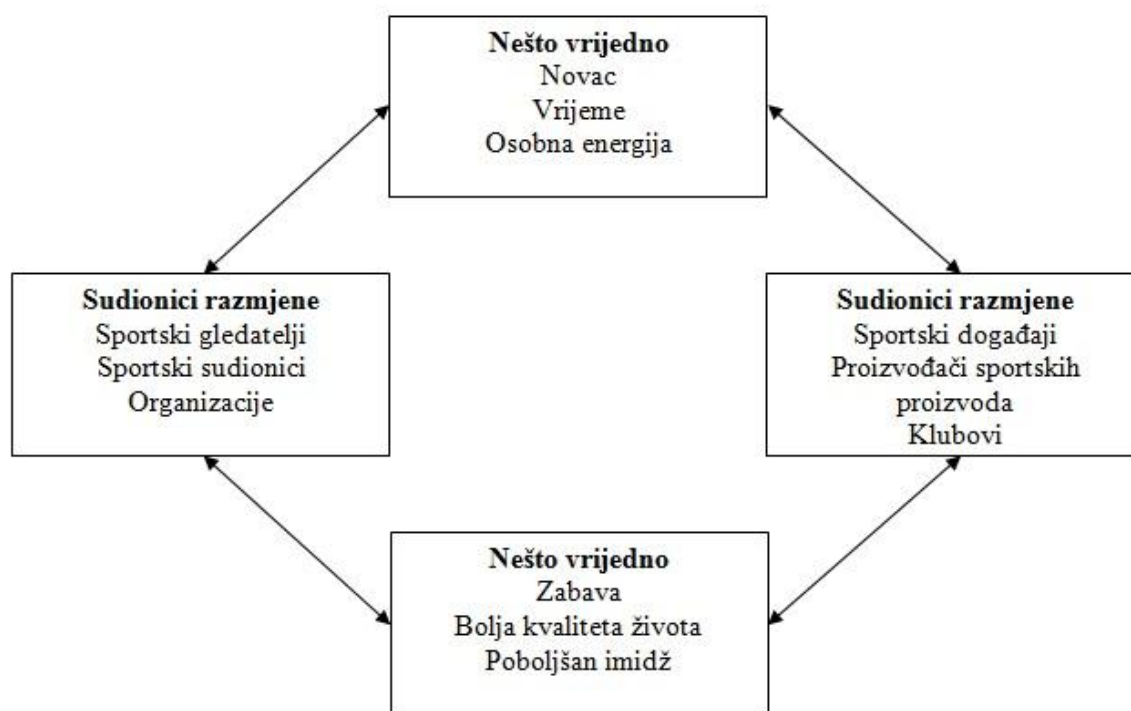 Nešto vrijedno
Novac
Vrijeme
Osobna energija
Sudionici razmjene
Sportski gledatelji
Sportski sudionici
Organizacije
Sudionici razmjene
Sportski događaji
Proizvođači sportskih
proizvoda
Klubovi
Nešto vrijedno
Zabava
Bolja kvaliteta života
Poboljšan imidž